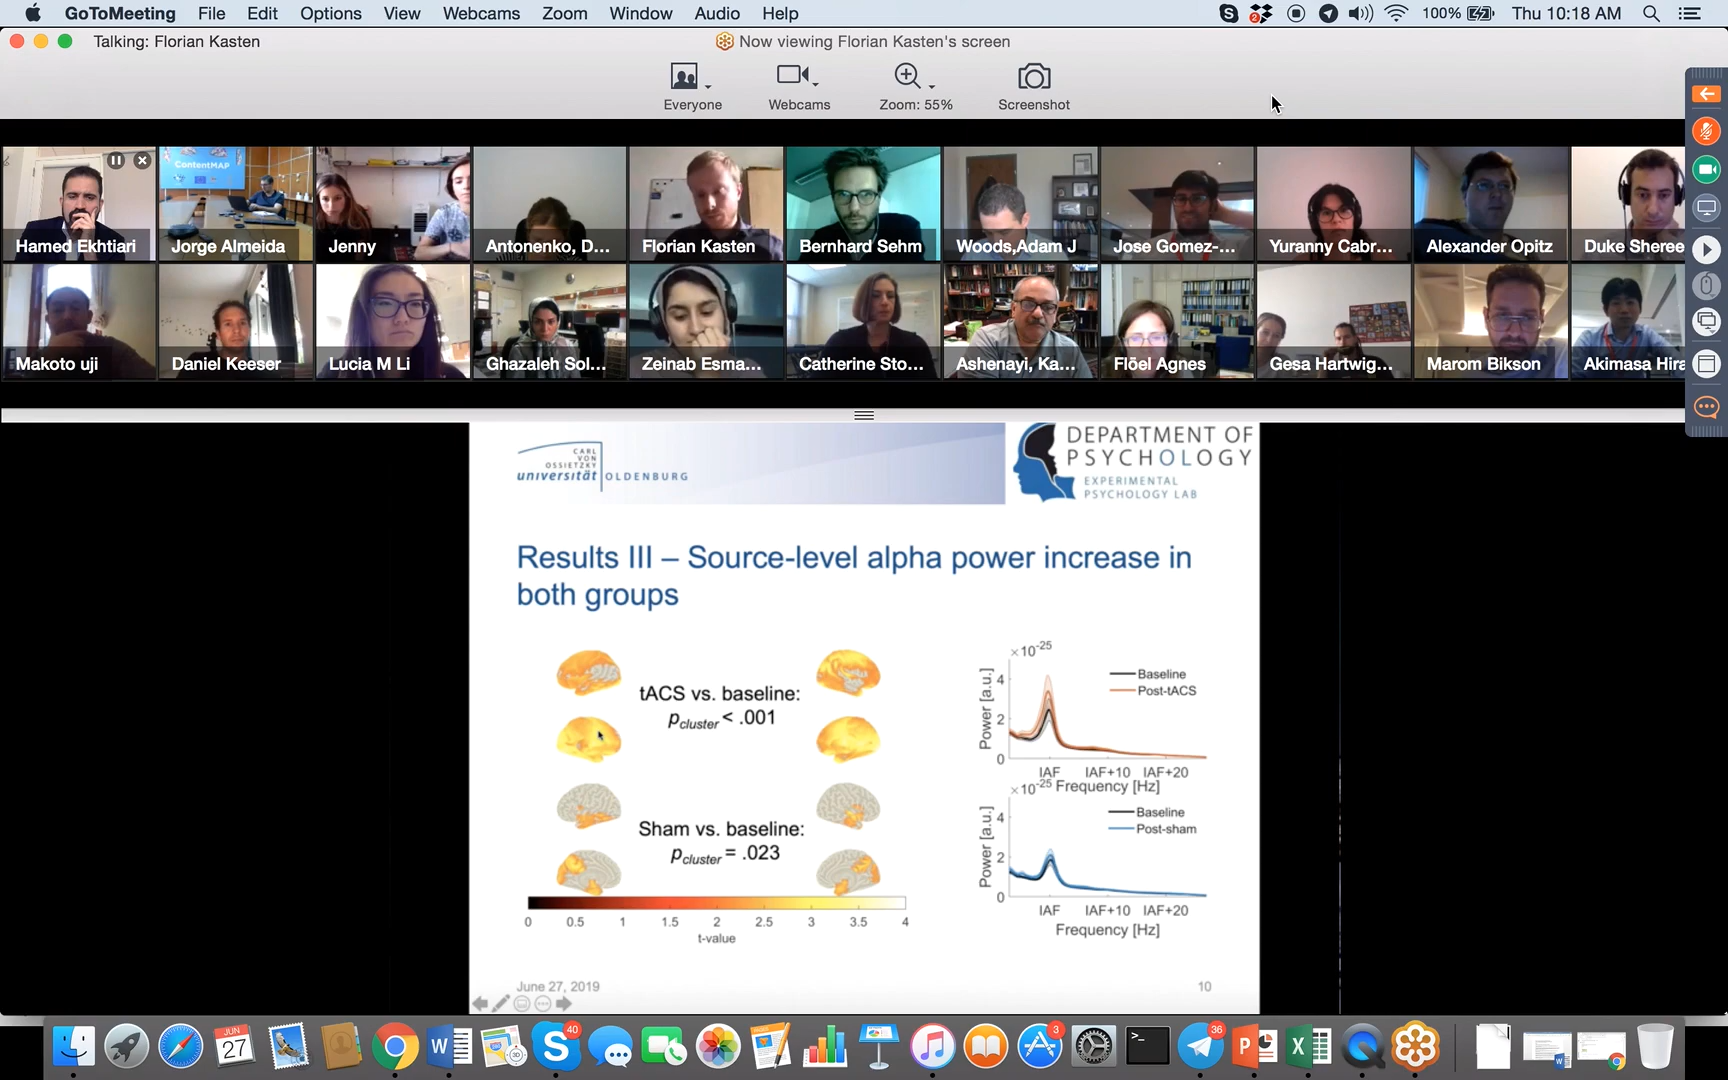 GoToMeeting File Edit Options View Webcams Zoom Window Audio Help
2
100%
Thu 10:18 AM
Talking: Florian Kasten
Now viewing Florian Kasten's screen
Everyone
Webcams
Zoom: 55%
Screenshot
ContentMAP
Hamed Ekhtiari
Jorge Almeida
Jenny
Antonenko, D...
Florian Kasten
Bernhard Sehm
Woods,Adam J
Jose Gomez-...
Yuranny Cabr...
Alexander Opitz
Duke Sheree
Makoto uji
Daniel Keeser
Lucia M Li
Ghazaleh Sol...
Zeinab Esma...
Catherine Sto...
Ashenayi, Ka...
Flöel Agnes
Gesa Hartwig...
Marom Bikson
Akimasa Hira
CARL
VON
OSSIETZKY
universität OLDENBURG
DEPARTMENT OF
PSYCHOLOGY
EXPERIMENTAL
PSYCHOLOGY LAB
Results III – Source-level alpha power increase in
both groups
tACS vs. baseline:
pcluster < .001
Sham vs. baseline:
pcluster = .023
0 0.5 1 1.5 2 2.5 3 3.5 4
t-value
×10-25
Power [a.u.]
4
2
0
Baseline
Post-tACS
IAF IAF+10 IAF+20
Frequency [Hz]
×10-25
Power [a.u.]
4
2
0
Baseline
Post-sham
IAF IAF+10 IAF+20
Frequency [Hz]
June 27, 2019
10
JUN
27
40
3
36